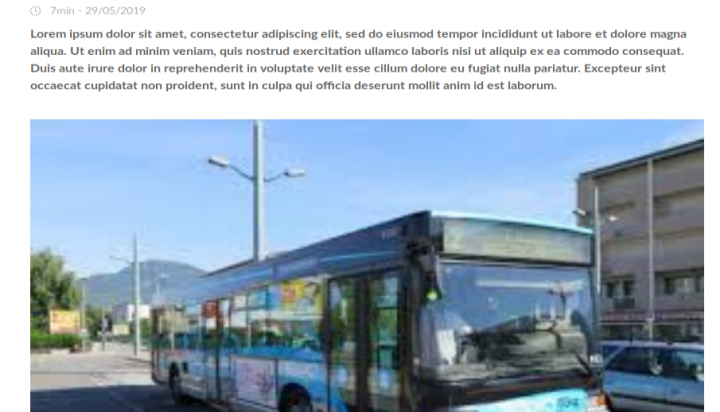 7min - 29/05/2019
Lorem ipsum dolor sit amet, consectetur adipiscing elit, sed do eiusmod tempor incididunt ut labore et dolore magna
aliqua. Ut enim ad minim veniam, quis nostrud exercitation ullamco laboris nisi ut aliquip ex ea commodo consequat.
Duis aute irure dolor in reprehenderit in voluptate velit esse cillum dolore eu fugiat nulla pariatur. Excepteur sint
occaecat cupidatat non proident, sunt in culpa qui officia deserunt mollit anim id est laborum.